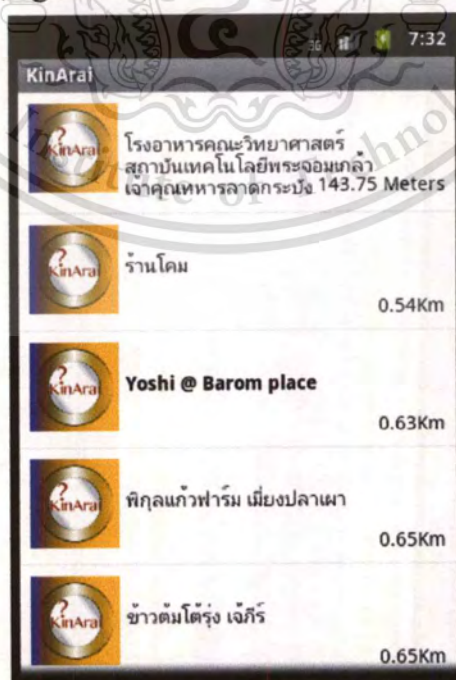 3G 7:32
KinArai
?
KinArai
โรงอาหารคณะวิทยาศาสตร์
สถาบันเทคโนโลยีพระจอมเกล้า
เจ้าคุณทหารลาดกระบัง 143.75 Meters
?
KinArai
ร้านโคม
0.54Km
?
KinArai
Yoshi @ Barom place
0.63Km
?
KinArai
พิกุลแก้วฟาร์ม เมี่ยงปลาเผา
0.65Km
?
KinArai
ข้าวต้มโต้รุ่ง เจ๊กีร์
0.65Km